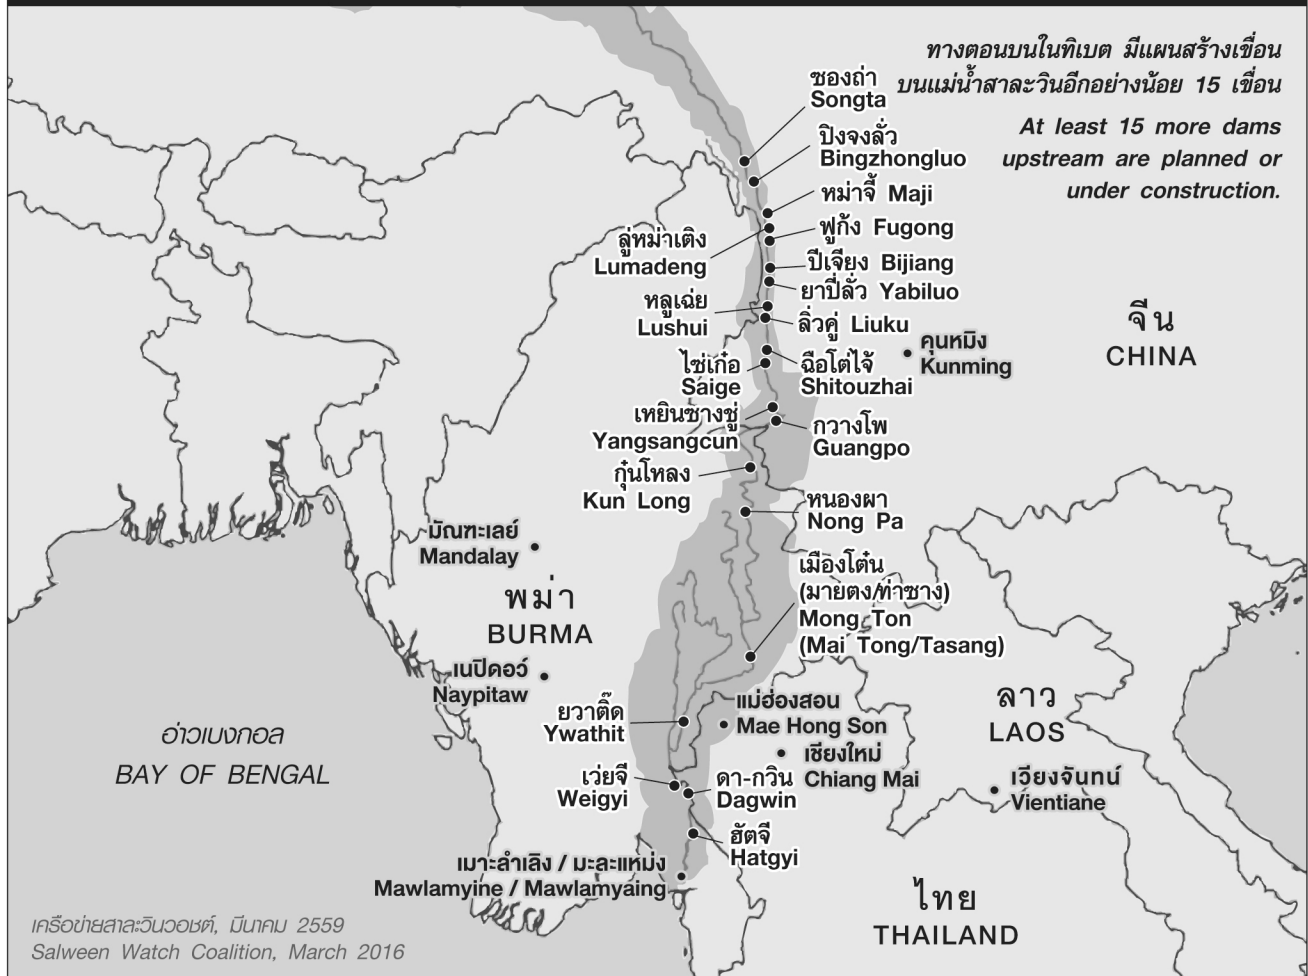 ทางตอนบนในทิเบต มีแผนสร้างเขื่อน
บนแม่น้ำสาละวินอีกอย่างน้อย 15 เขื่อน
At least 15 more dams
upstream are planned or
under construction.
ซองถ่า
Songta
ปิงจงลั่ว
Bingzhongluo
หม่าจี้ Maji
ฟูก้ง Fugong
ลู่หม่าเติง
Lumadeng
ปี่เจียง Bijiang
ยาปี่ลั่ว Yabiluo
หลูเฉ่ย
Lushui
ลิ่วคู่ Liuku
จีน
CHINA
คุนหมิง
Kunming
ไซ่เก๋อ
Saige
ฉือโต่ไจ้
Shitouzhai
เหยินซางชู่
Yangsangcun
กวางโพ
Guangpo
กุ๋นโหลง
Kun Long
หนองผา
Nong Pa
มัณฑะเลย์
Mandalay
เมืองโต๋น
(มายตง/ท่าซาง)
Mong Ton
(Mai Tong/Tasang)
พม่า
BURMA
เนปิดอว์
Naypitaw
ลาว
LAOS
แม่ฮ่องสอน
Mae Hong Son
ยวาติ๊ด
Ywathit
อ่าวเบงกอล
BAY OF BENGAL
เชียงใหม่
Chiang Mai
เว่ยจี
Weigyi
ดา-กวิน
Dagwin
เวียงจันทน์
Vientiane
ฮัตจี
Hatgyi
เมาะลำเลิง / มะละแหม่ง
Mawlamyine / Mawlamyaing
ไทย
THAILAND
เครือข่ายสาละวินวอชต์, มีนาคม 2559
Salween Watch Coalition, March 2016